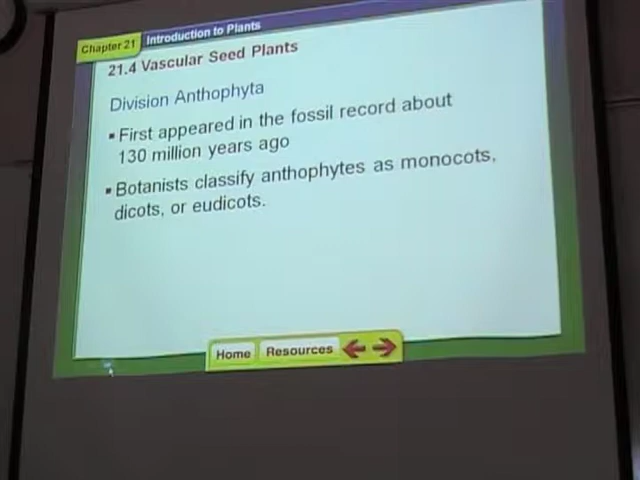 Chapter 21 Introduction to Plants
21.4 Vascular Seed Plants
Division Anthophyta
▪ First appeared in the fossil record about
130 million years ago
▪ Botanists classify anthophytes as monocots,
dicots, or eudicots.
Home Resources